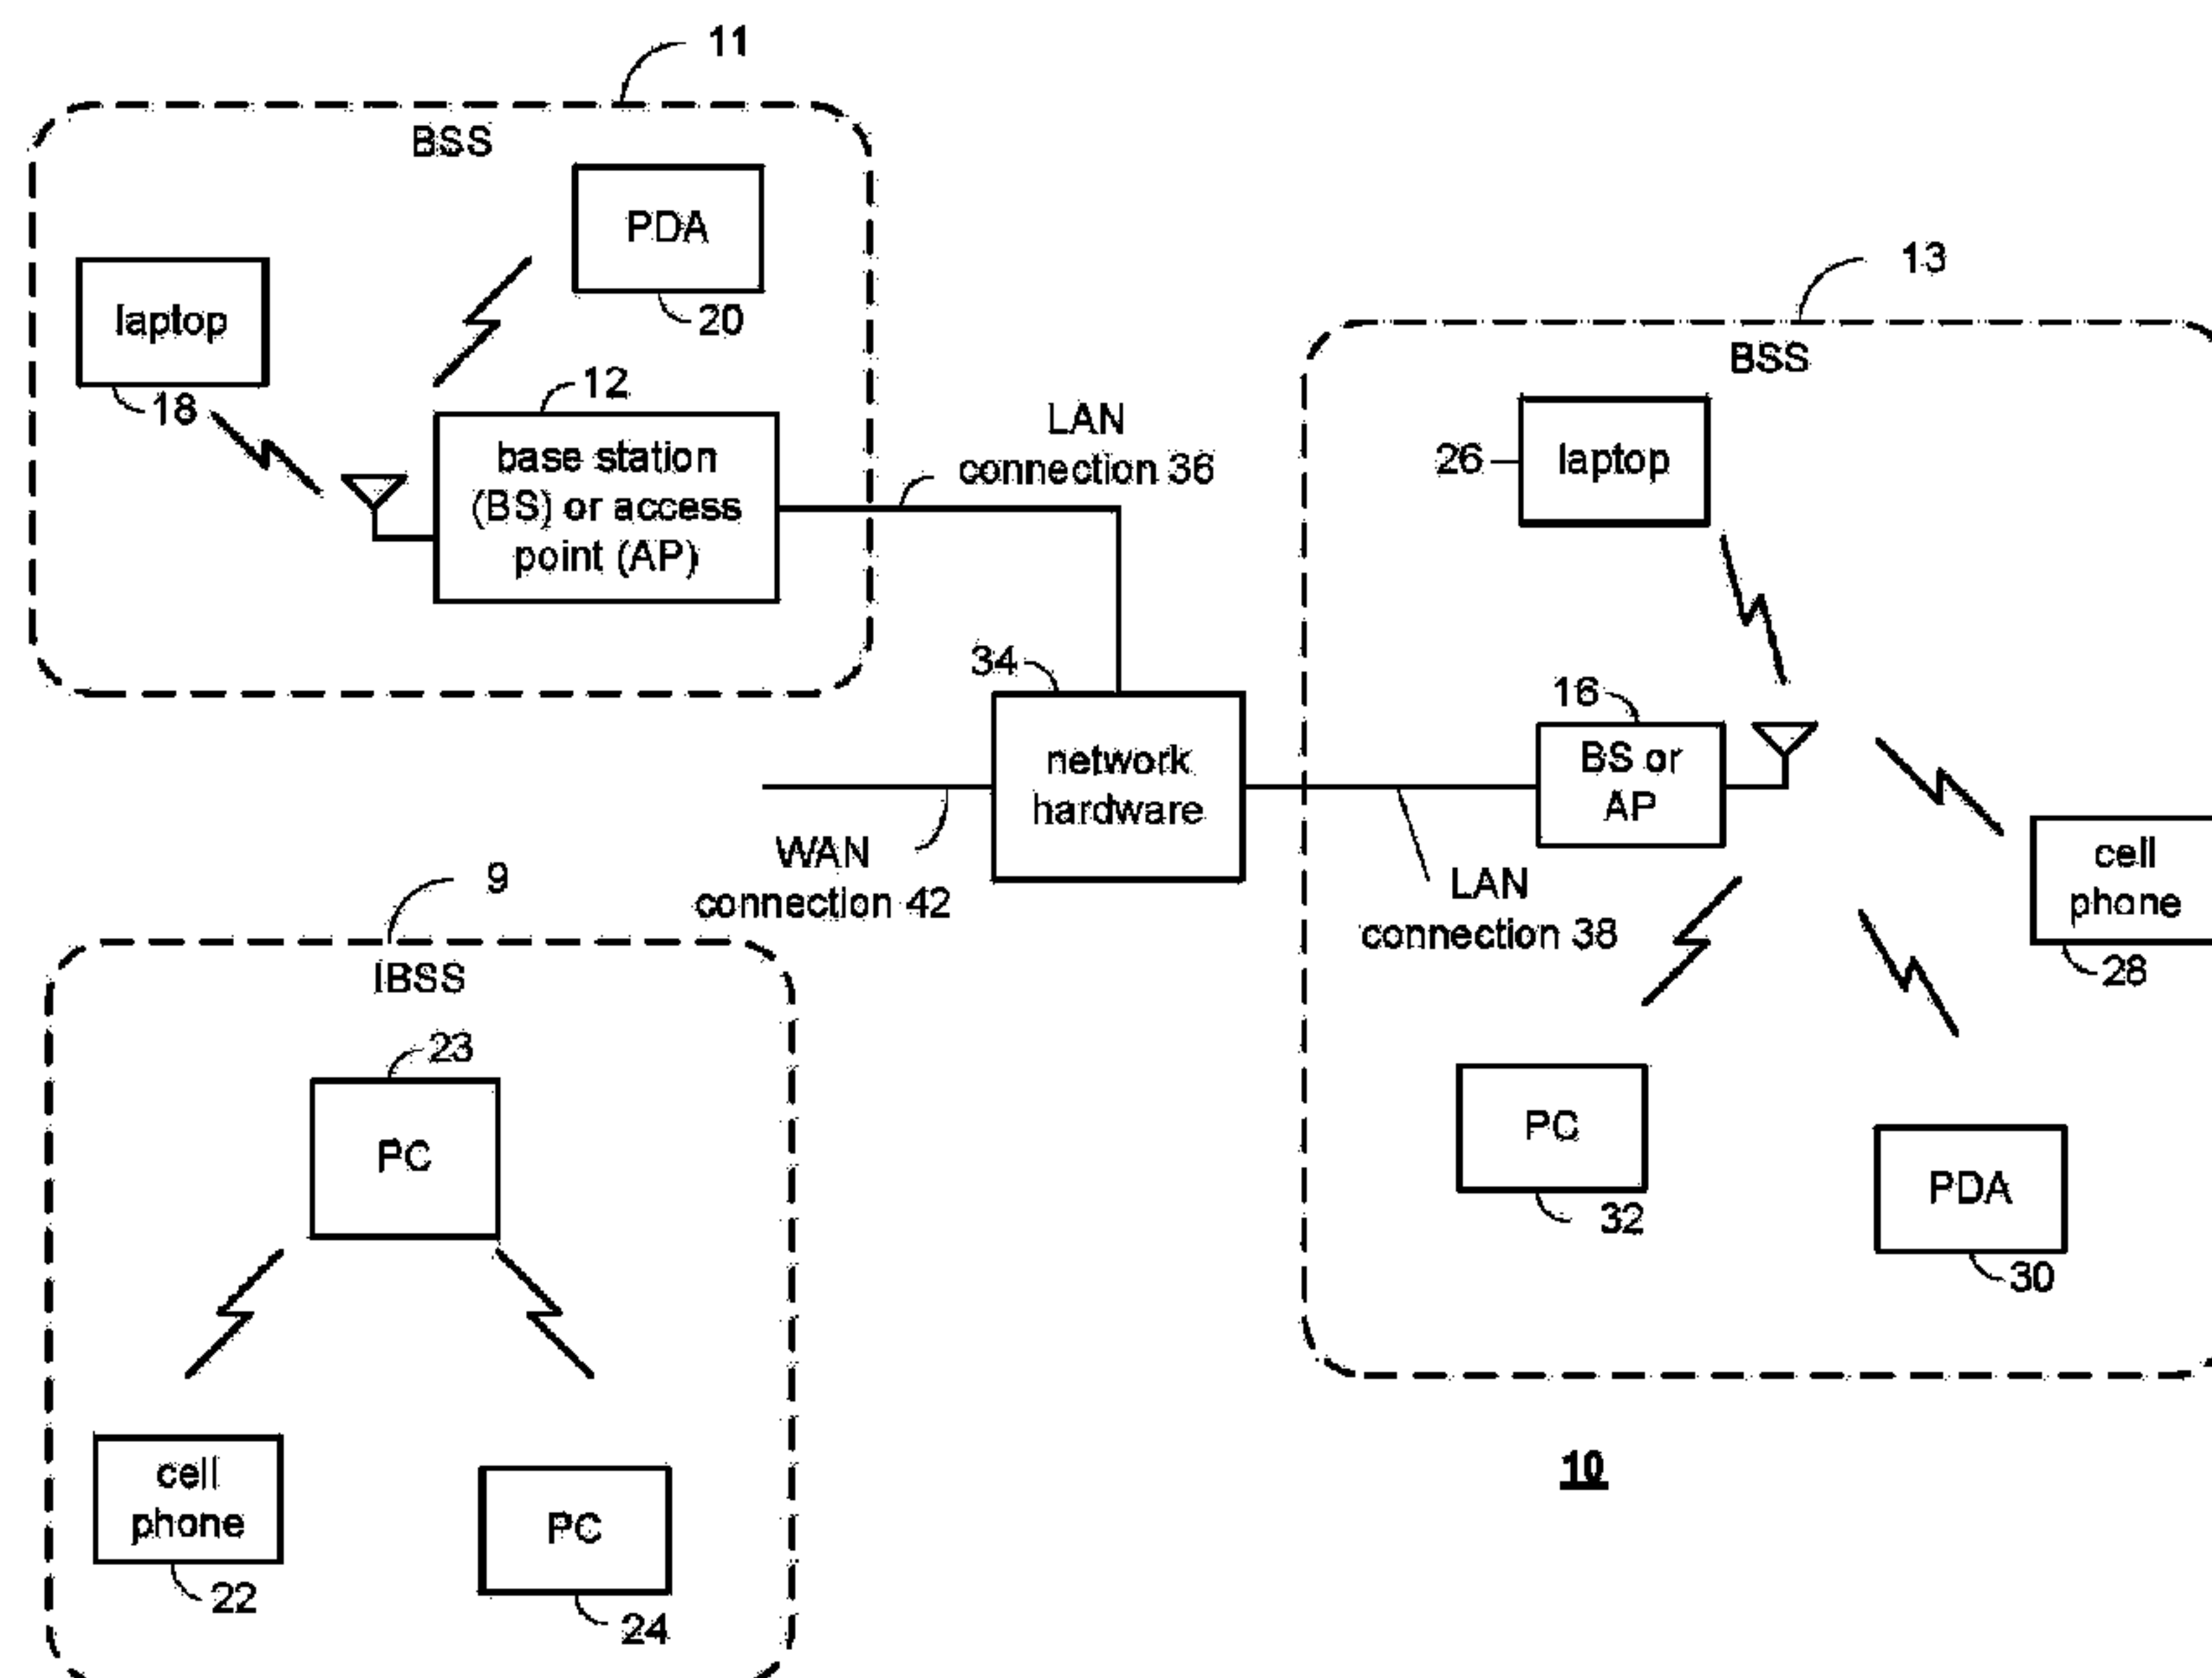 11
BSS
PDA
20
laptop
18
12
base station
(BS) or access
point (AP)
LAN
connection 36
13
BSS
26
laptop
34
network
hardware
16
BS or
AP
WAN
connection 42
LAN
connection 38
cell
phone
28
PC
32
PDA
30
9
IBSS
23
PC
cell
phone
22
PC
24
10